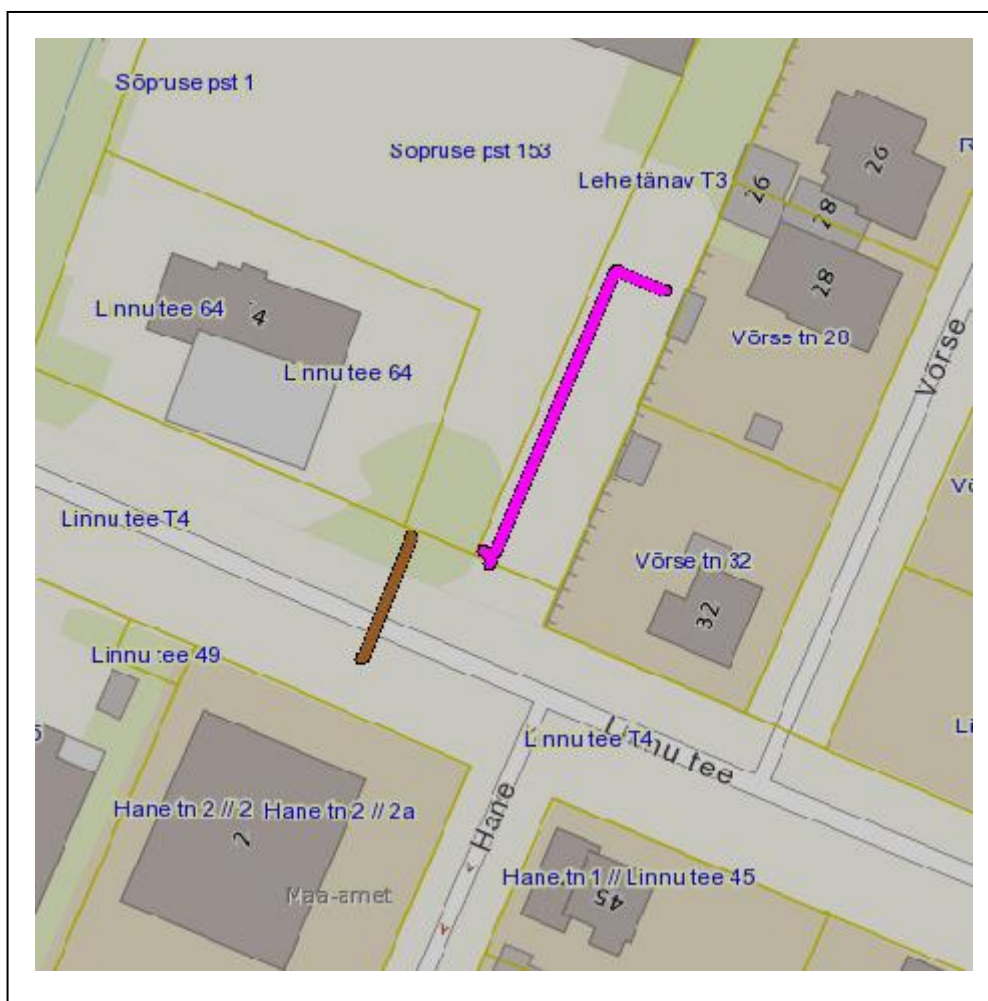 Sõpruse pst 1
Sopruse pst 153
Lehe tänav T3
26
26
28
28
Linnu tee 64
Linnu tee 64
Võrse tn 28
Võrse
Linnu tee T4
Võrse tn 32
32
Linnu tee 49
Linnu tee T4
Linnu tee
Hane tn 2 // 2
Hane tn 2 // 2a
2
Hane
Maa-amet
Hane tn 1 // Linnu tee 45
45